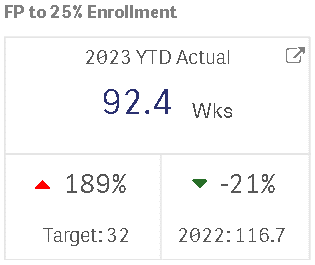 FP to 25% Enrollment
2023 YTD Actual
92.4 Wks
189%
-21%
Target: 32
2022: 116.7